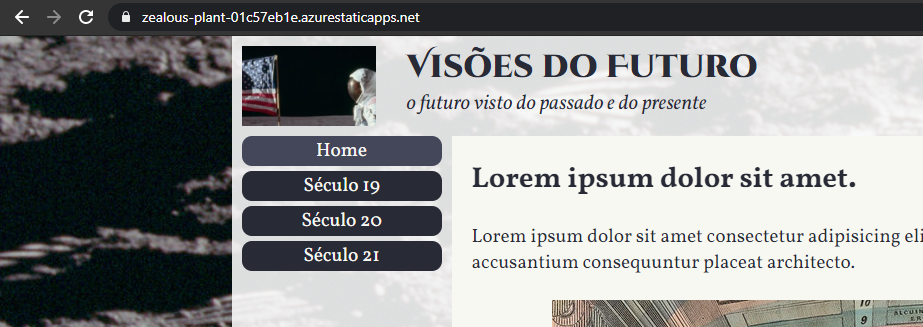 zealous-plant-01c57eb1e.azurestaticapps.net
Visões do Futuro
o futuro visto do passado e do presente
Home
Século 19
Século 20
Século 21
Lorem ipsum dolor sit amet.
Lorem ipsum dolor sit amet consectetur adipisicing eli
accusantium consequuntur placeat architecto.
10
9